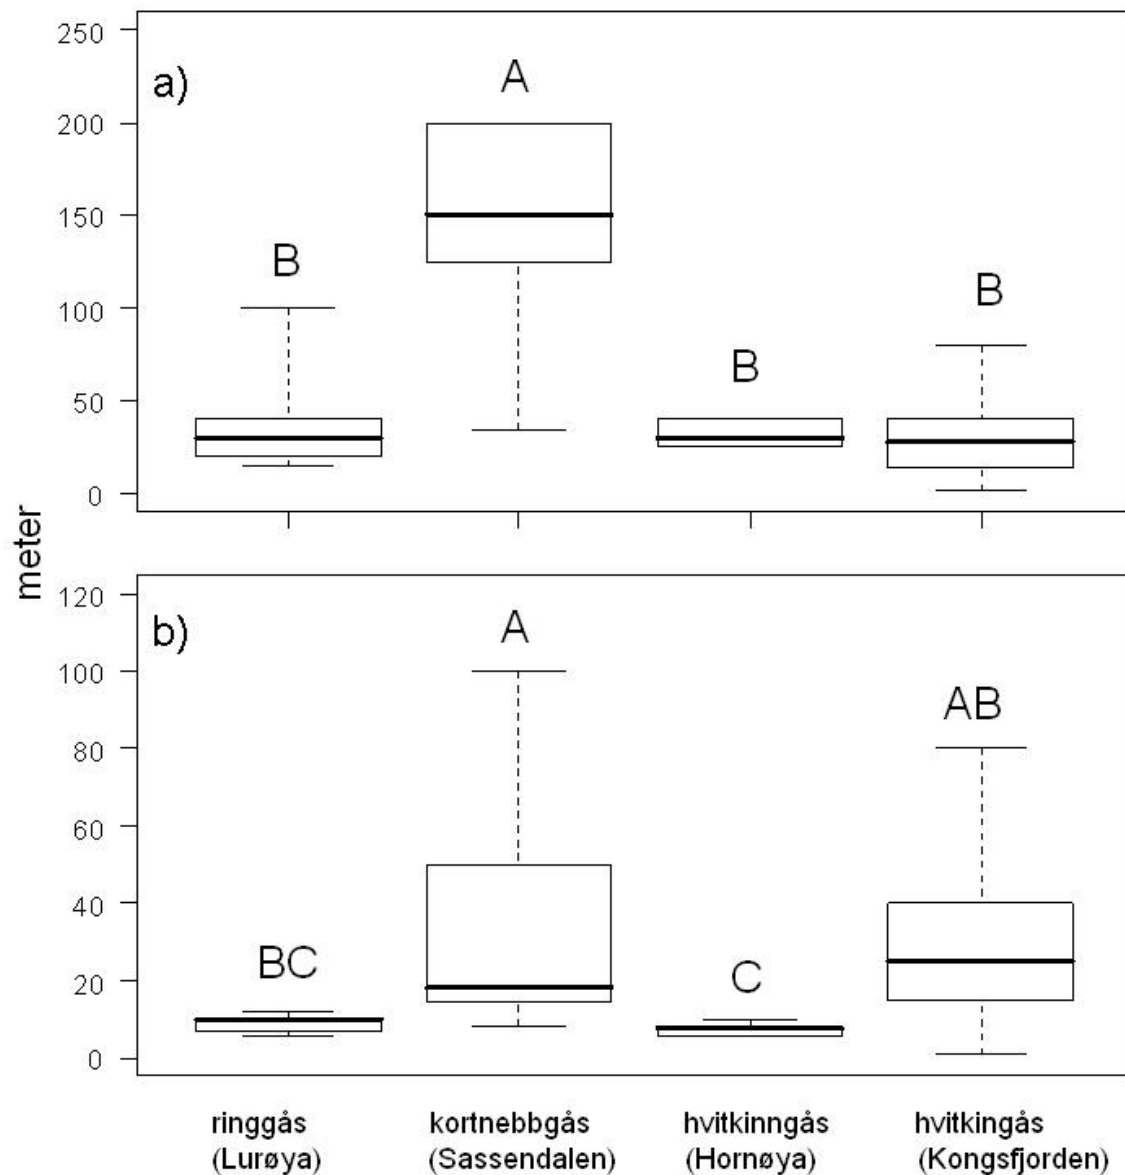 meter
250
200
150
100
50
0
a)
B
A
B
B
120
100
80
60
40
20
0
b)
BC
A
C
AB
ringgås
(Lurøya)
kortnebbgås
(Sassendalen)
hvitkinngås
(Hornøya)
hvitkingås
(Kongsfjorden)